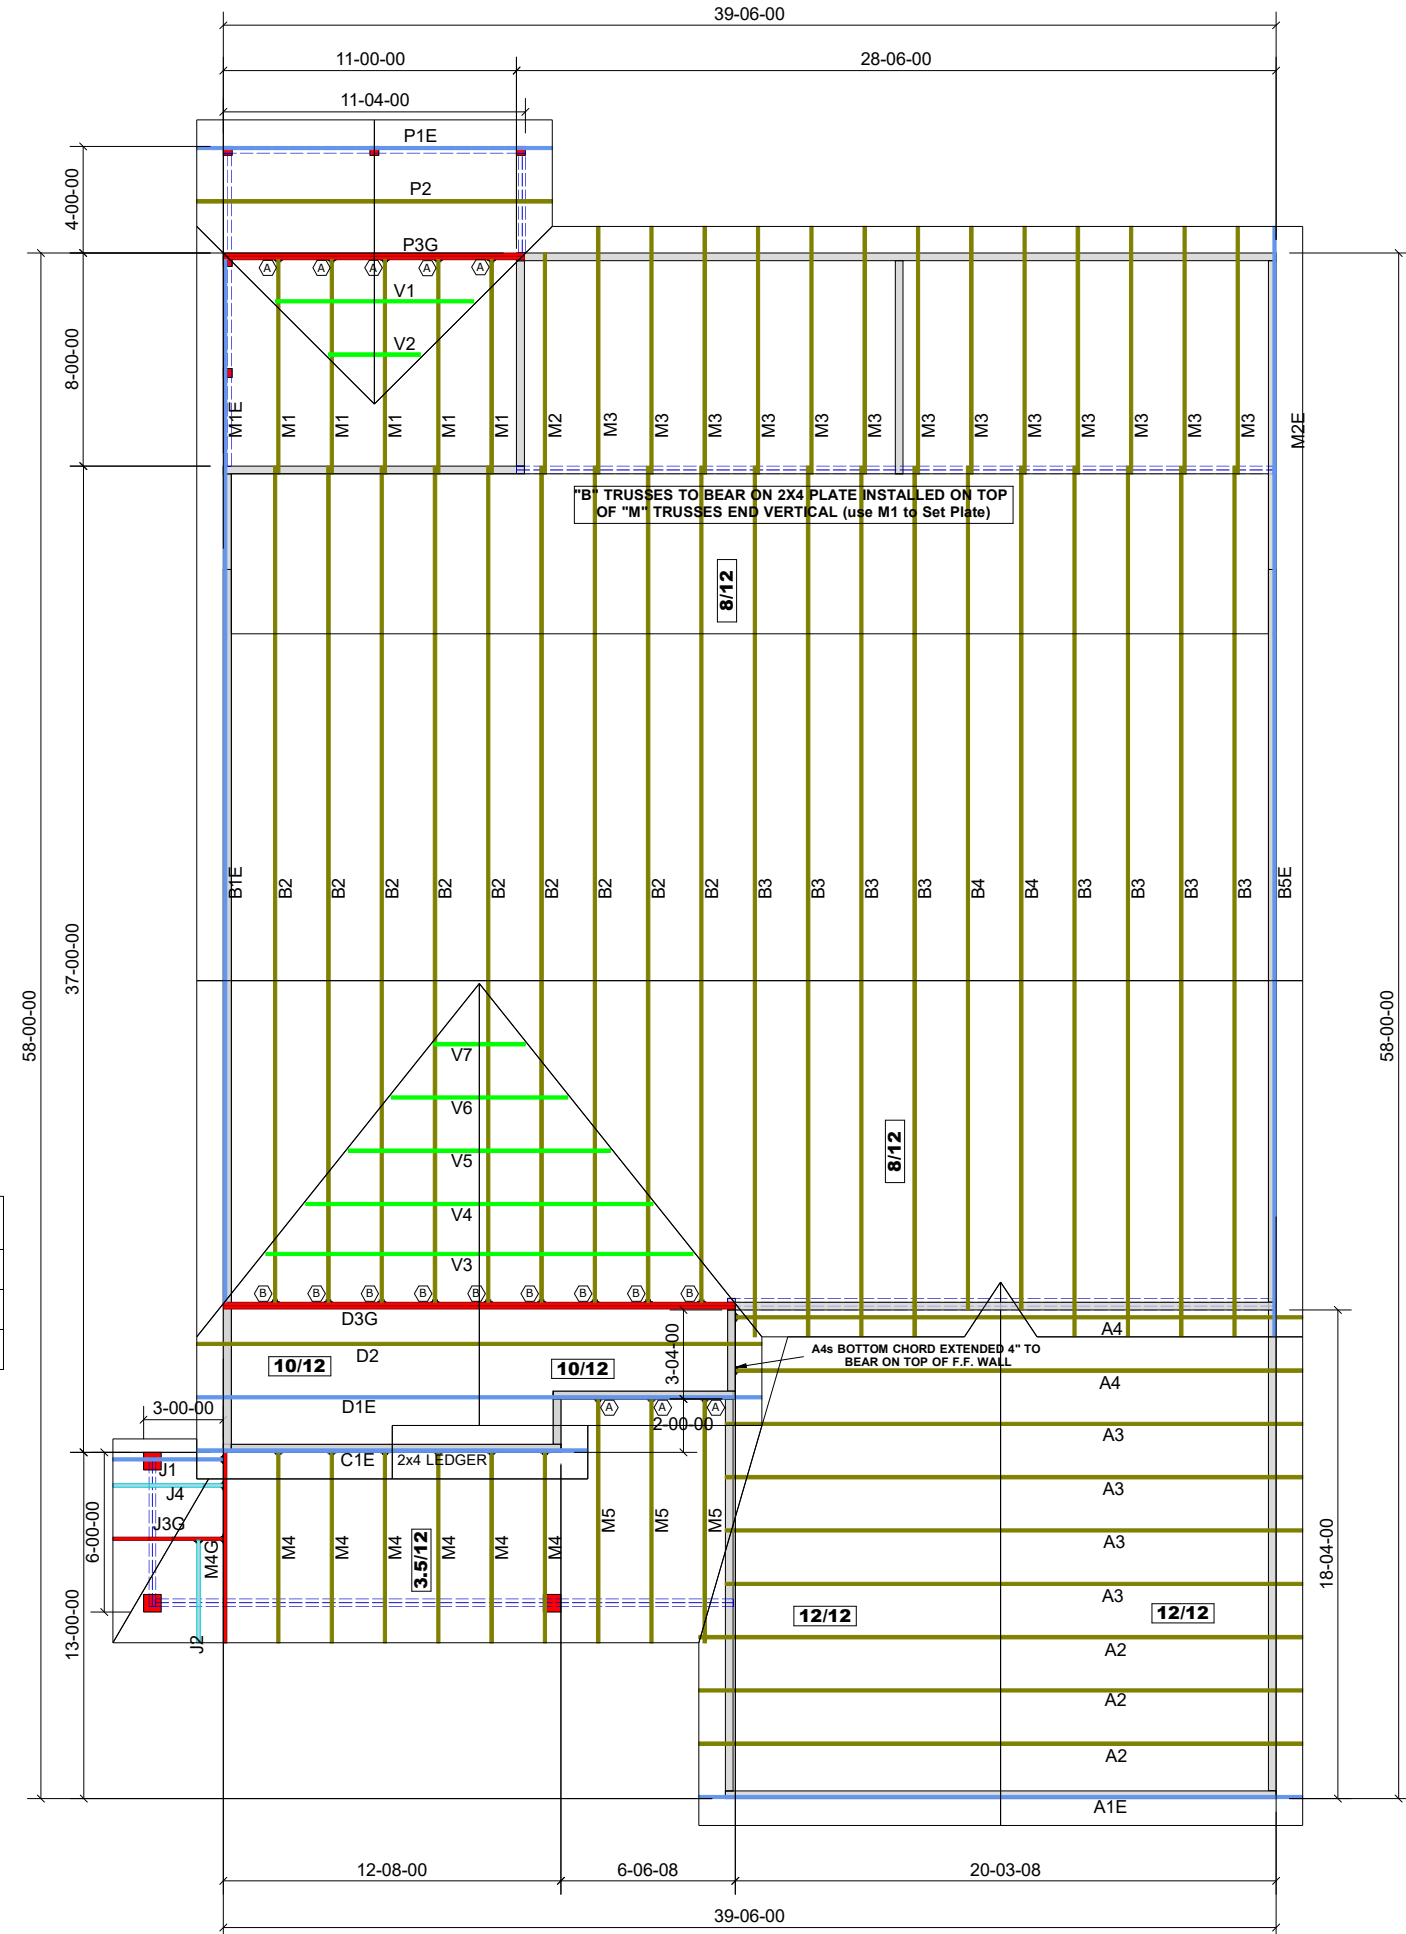 39-06-00
11-00-00
28-06-00
11-04-00
P1E
4-00-00
P2
P3G
A A A A A
V1
8-00-00
V2
M1E M1 M1 M1 M1 M1 M2 M3 M3 M3 M3 M3 M3 M3 M3 M3 M3 M3 M3 M3 M2E
"B" TRUSSES TO BEAR ON 2X4 PLATE INSTALLED ON TOP
OF "M" TRUSSES END VERTICAL (use M1 to Set Plate)
8/12
B1E B2 B2 B2 B2 B2 B2 B2 B2 B2 B3 B3 B3 B3 B4 B4 B3 B3 B3 B3 B5E
37-00-00
58-00-00
58-00-00
V7
V6
V5
8/12
V4
V3
B B B B B B B B B
D3G
A4
D2
10/12
10/12
3-04-00
A4s BOTTOM CHORD EXTENDED 4" TO
BEAR ON TOP OF F.F. WALL
A4
D1E
3-00-00
A A A
2-00-00
A3
C1E
2x4 LEDGER
J1
J4
A3
J3G
6-00-00
M4G M4 M4 M4 M4 M4 M4 M5 M5 M5
3.5/12
A3
18-04-00
A3
12/12
12/12
13-00-00
J2
A2
A2
A2
A1E
12-08-00
6-06-08
20-03-08
39-06-00